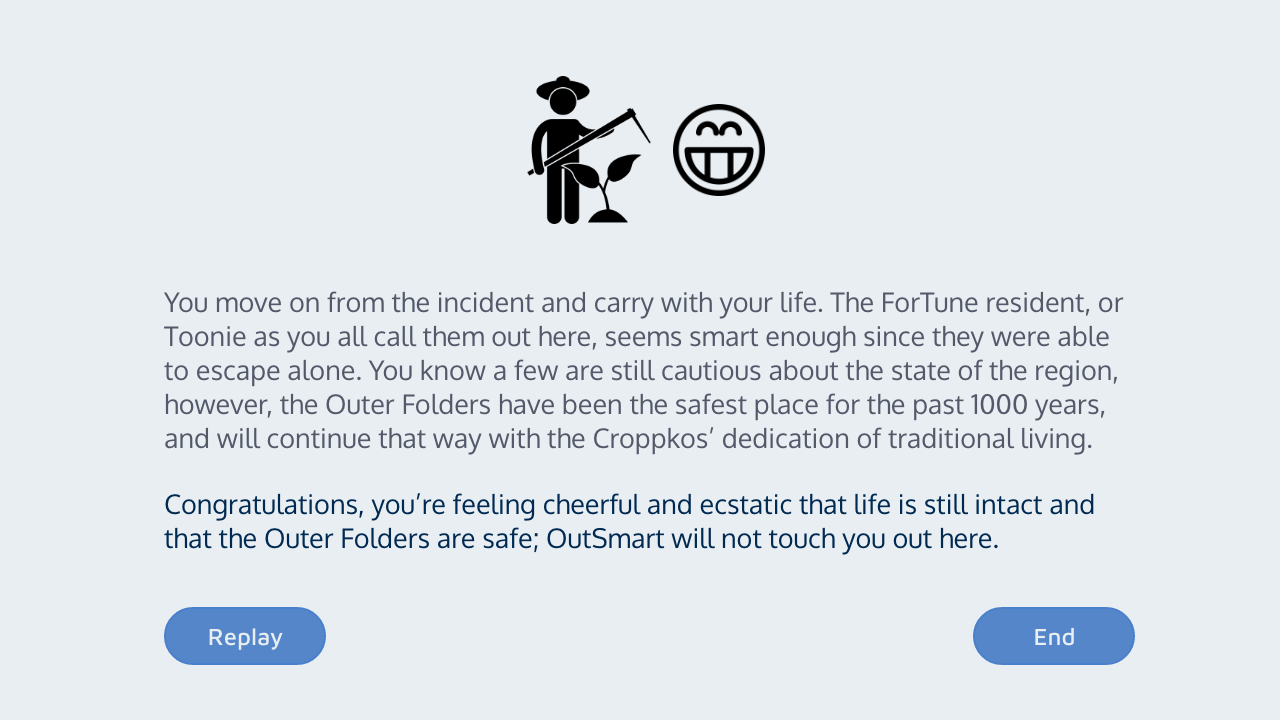 You move on from the incident and carry with your life. The ForTune resident, or
Toonie as you all call them out here, seems smart enough since they were able
to escape alone. You know a few are still cautious about the state of the region,
however, the Outer Folders have been the safest place for the past 1000 years,
and will continue that way with the Croppkos’ dedication of traditional living.
Congratulations, you’re feeling cheerful and ecstatic that life is still intact and
that the Outer Folders are safe; OutSmart will not touch you out here.
Replay
End